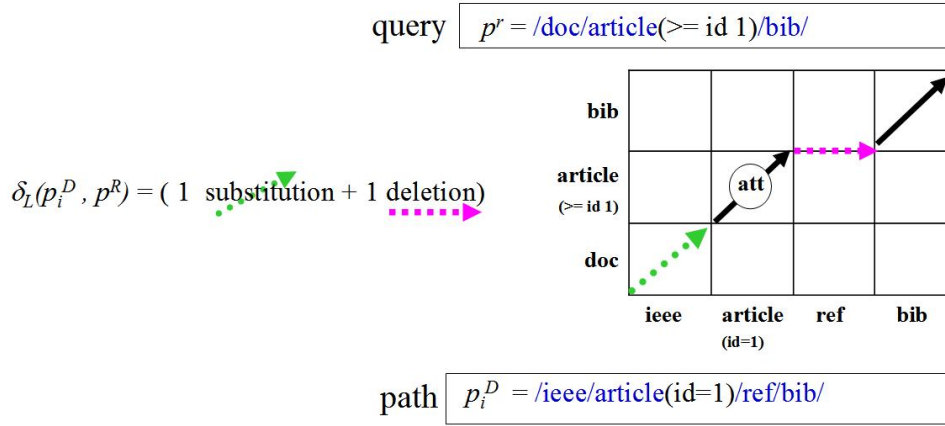 query p^r = /doc/article(>= id 1)/bib/
bib
article
(>= id 1)
att
δ_L(p_i^D , p^R) = ( 1 substitution + 1 deletion)
doc
ieee article ref bib
(id=1)
path p_i^D = /ieee/article(id=1)/ref/bib/